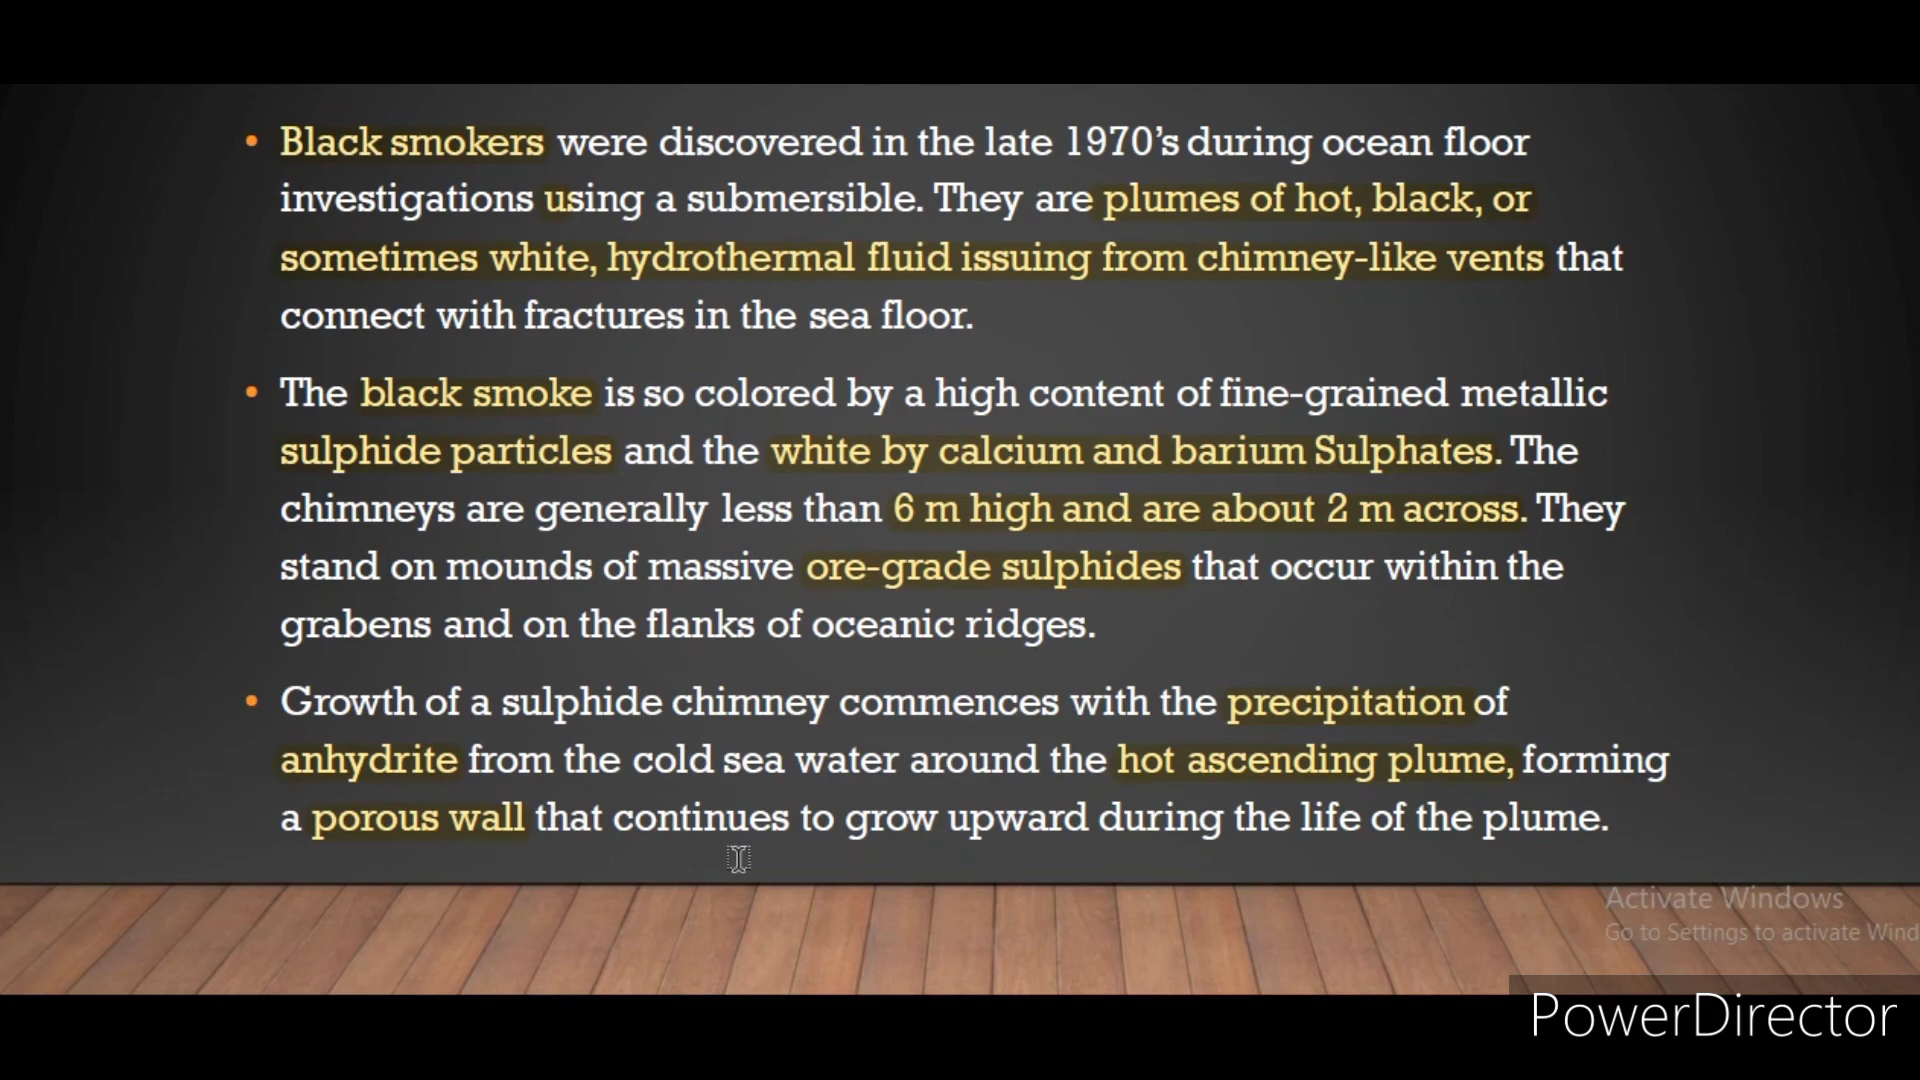 • Black smokers were discovered in the late 1970’s during ocean floor
investigations using a submersible. They are plumes of hot, black, or
sometimes white, hydrothermal fluid issuing from chimney-like vents that
connect with fractures in the sea floor.
• The black smoke is so colored by a high content of fine-grained metallic
sulphide particles and the white by calcium and barium Sulphates. The
chimneys are generally less than 6 m high and are about 2 m across. They
stand on mounds of massive ore-grade sulphides that occur within the
grabens and on the flanks of oceanic ridges.
• Growth of a sulphide chimney commences with the precipitation of
anhydrite from the cold sea water around the hot ascending plume, forming
a porous wall that continues to grow upward during the life of the plume.
Activate Windows
Go to Settings to activate Wind
PowerDirector